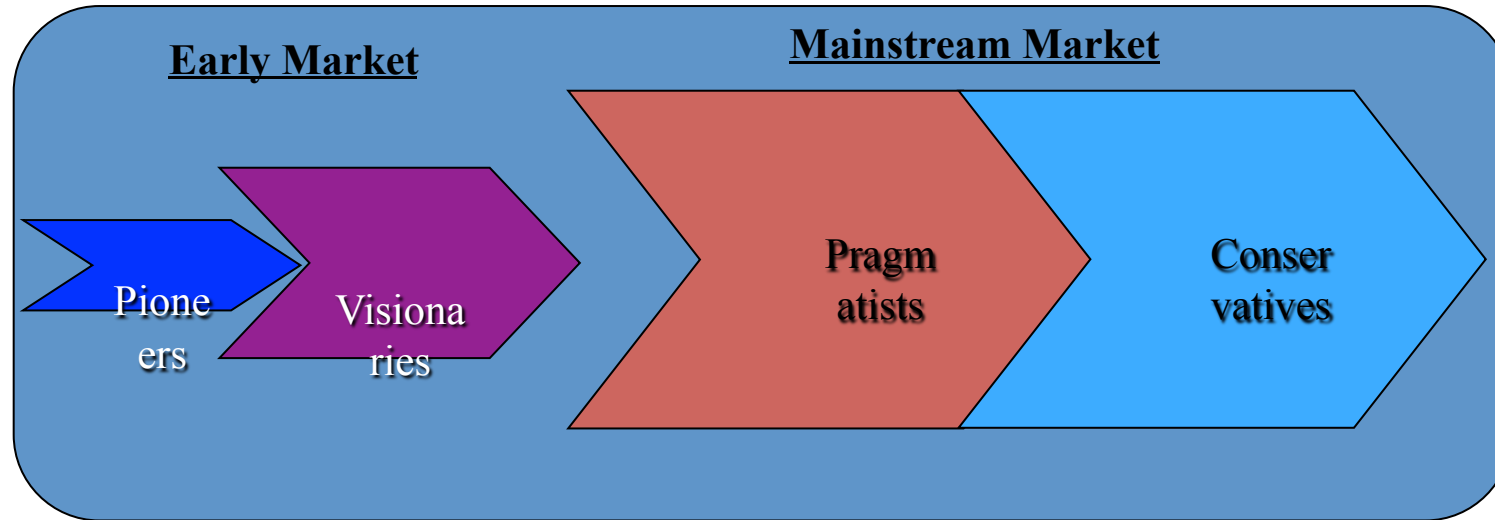 Early Market
Mainstream Market
Pione
ers
Visiona
ries
Pragm
atists
Conser
vatives